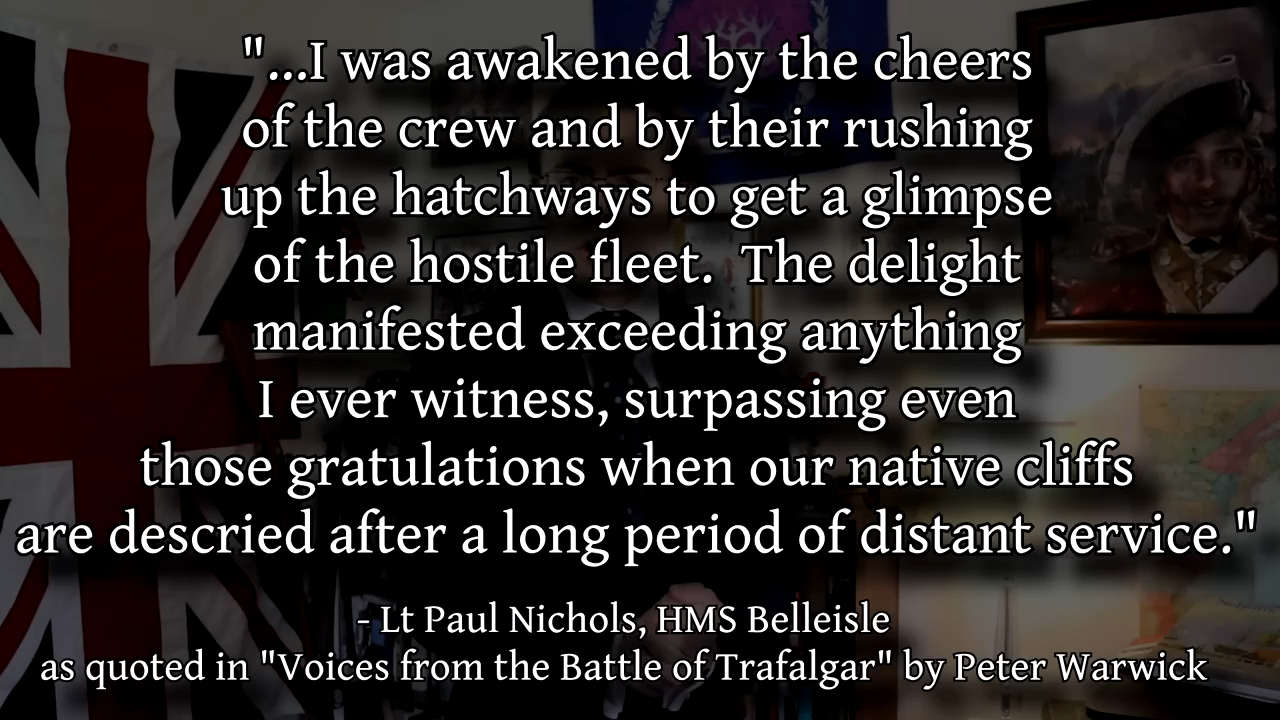 "...I was awakened by the cheers
of the crew and by their rushing
up the hatchways to get a glimpse
of the hostile fleet.  The delight
manifested exceeding anything
I ever witness, surpassing even
those gratulations when our native cliffs
are descried after a long period of distant service."
- Lt Paul Nichols, HMS Belleisle
as quoted in "Voices from the Battle of Trafalgar" by Peter Warwick